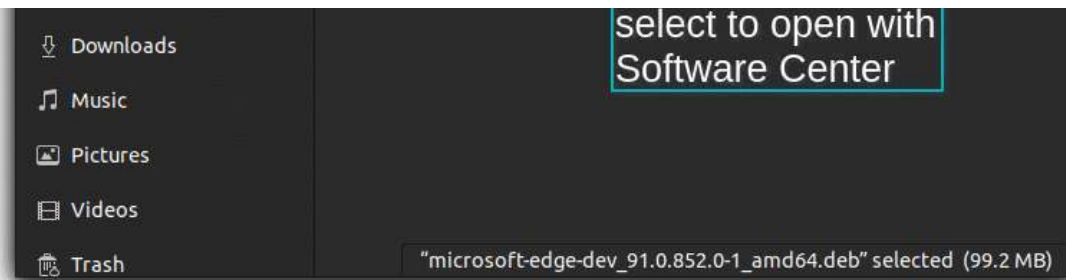 select to open with
Software Center
Downloads
Music
Pictures
Videos
Trash
“microsoft-edge-dev_91.0.852.0-1_amd64.deb” selected (99.2 MB)